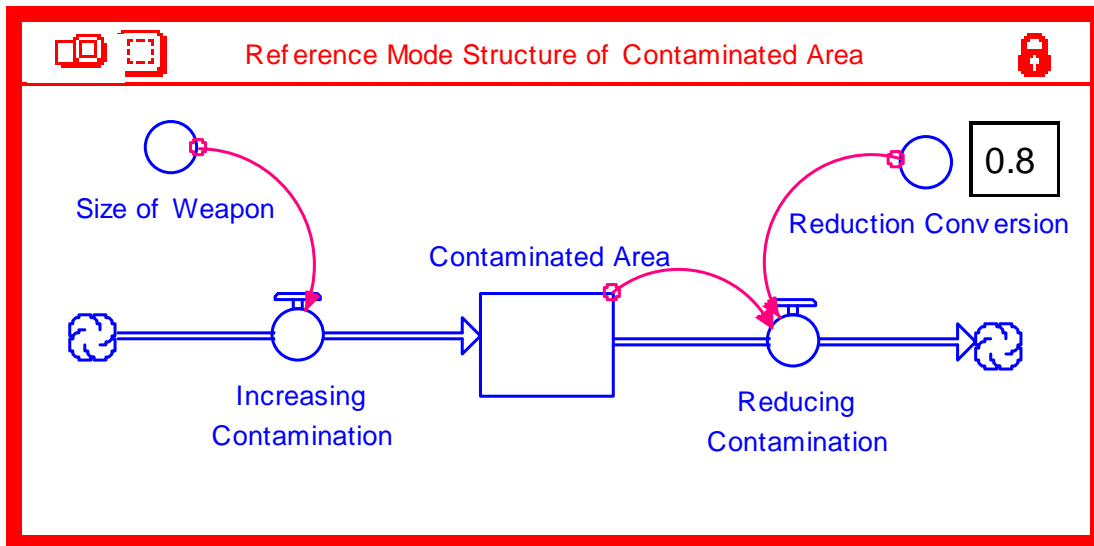 Reference Mode Structure of Contaminated Area
0.8
Size of Weapon
Reduction Conversion
Contaminated Area
Increasing
Contamination
Reducing
Contamination